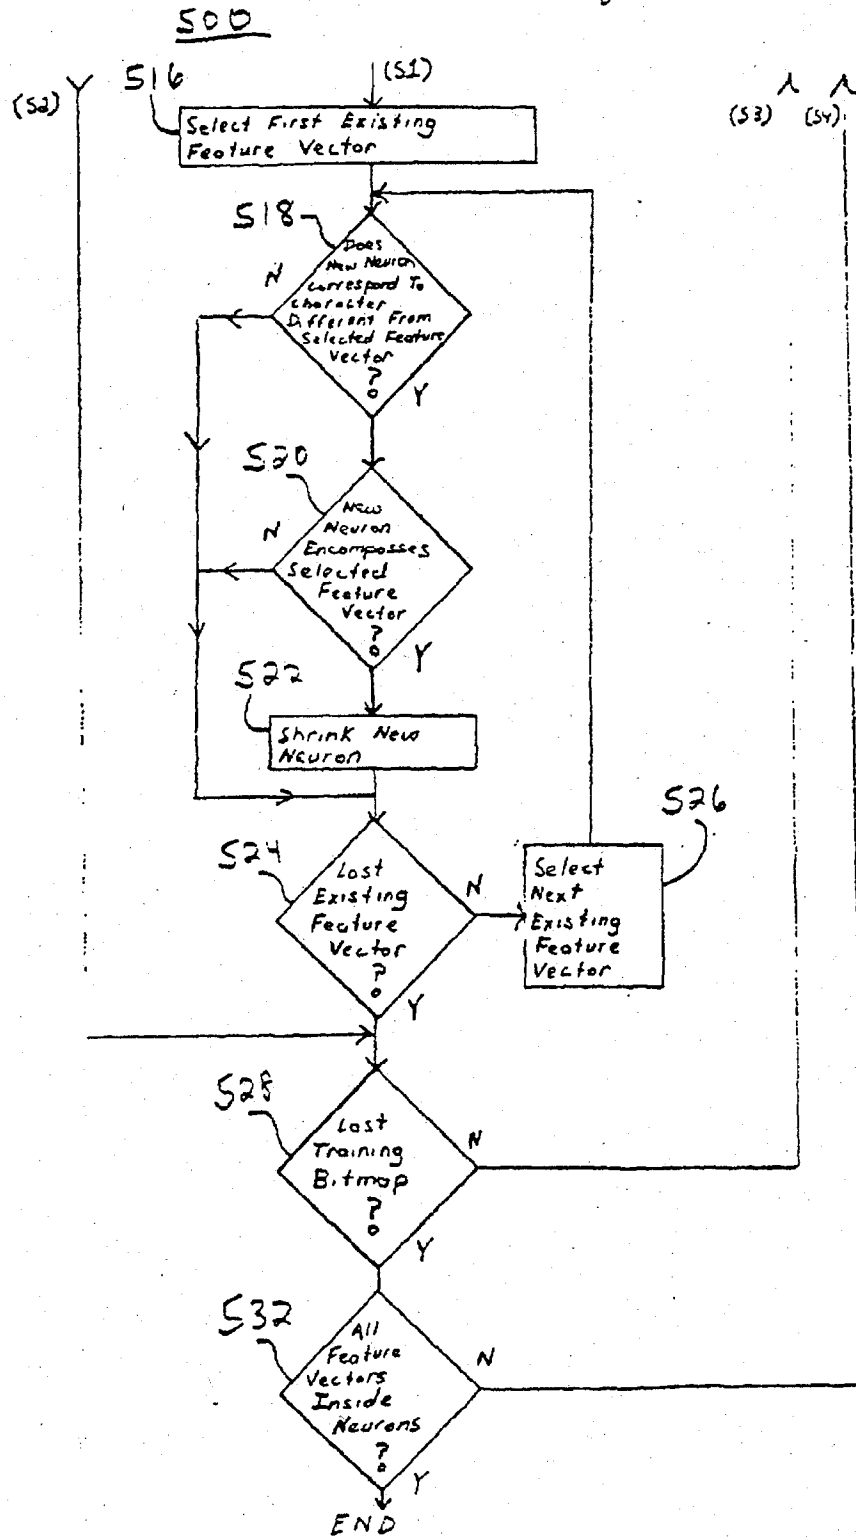 500
516
(S1)
(S2)
(S3) (S4)
Select First Existing
Feature Vector
518
Does
New Neuron
Correspond To
Character
Different From
Selected Feature
Vector
?
N
Y
520
New
Neuron
Encompasses
Selected
Feature
Vector
?
N
Y
522
Shrink New
Neuron
524
Last
Existing
Feature
Vector
?
N
Y
526
Select
Next
Existing
Feature
Vector
528
Last
Training
Bitmap
?
N
Y
532
All
Feature
Vectors
Inside
Neurons
?
N
Y
END